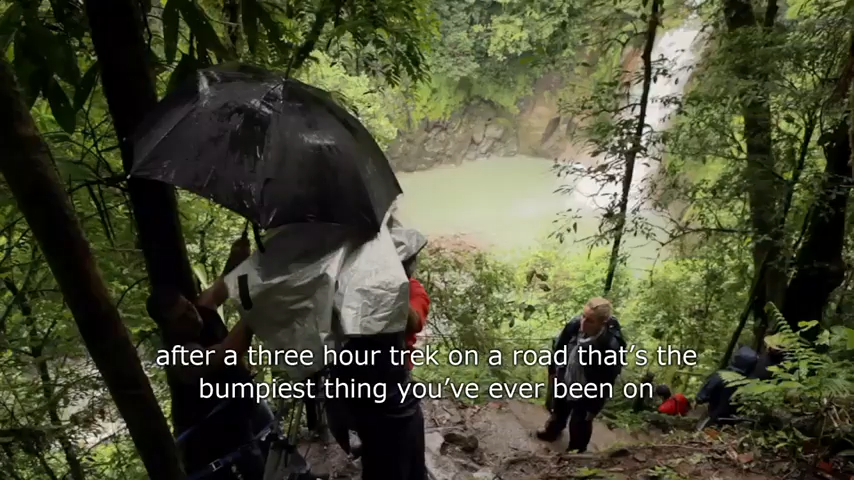 after a three hour trek on a road that’s the
bumpiest thing you’ve ever been on